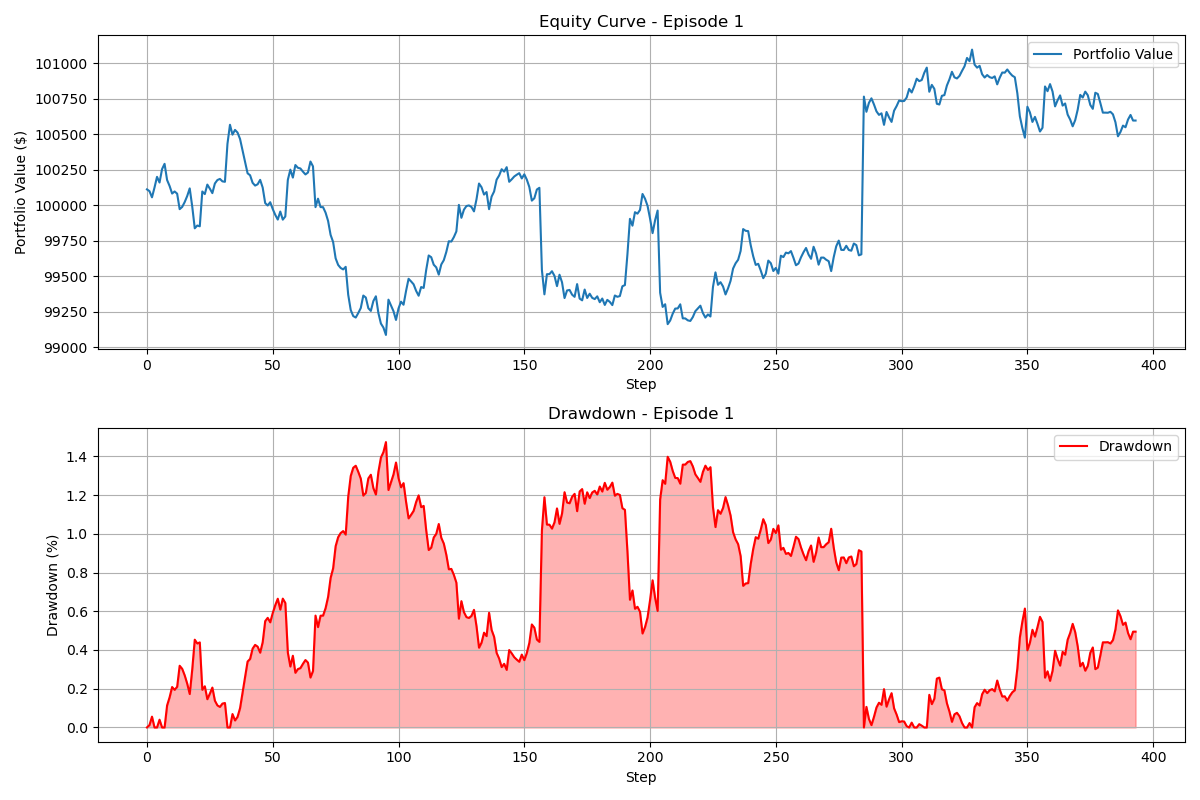 Equity Curve - Episode 1
Portfolio Value ($)
101000
100750
100500
100250
100000
99750
99500
99250
99000
Portfolio Value
0 50 100 150 200 250 300 350 400
Step
Drawdown - Episode 1
Drawdown (%)
1.4
1.2
1.0
0.8
0.6
0.4
0.2
0.0
Drawdown
0 50 100 150 200 250 300 350 400
Step